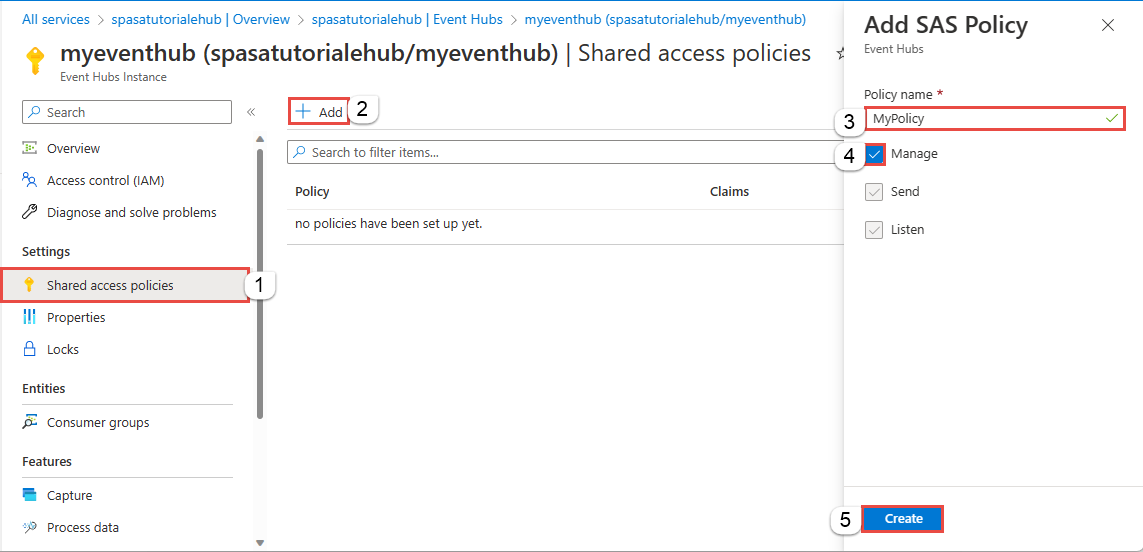 All services > spasatutorialehub | Overview > spasatutorialehub | Event Hubs > myeventhub (spasatutorialehub/myeventhub)
myeventhub (spasatutorialehub/myeventhub) | Shared access policies
Event Hubs Instance
Search
«
Overview
Access control (IAM)
Diagnose and solve problems
Settings
Shared access policies
1
Properties
Locks
Entities
Consumer groups
Features
Capture
Process data
+ Add
2
Search to filter items...
Policy Claims
no policies have been set up yet.
Add SAS Policy
Event Hubs
Policy name *
3
MyPolicy
4
Manage
Send
Listen
5
Create